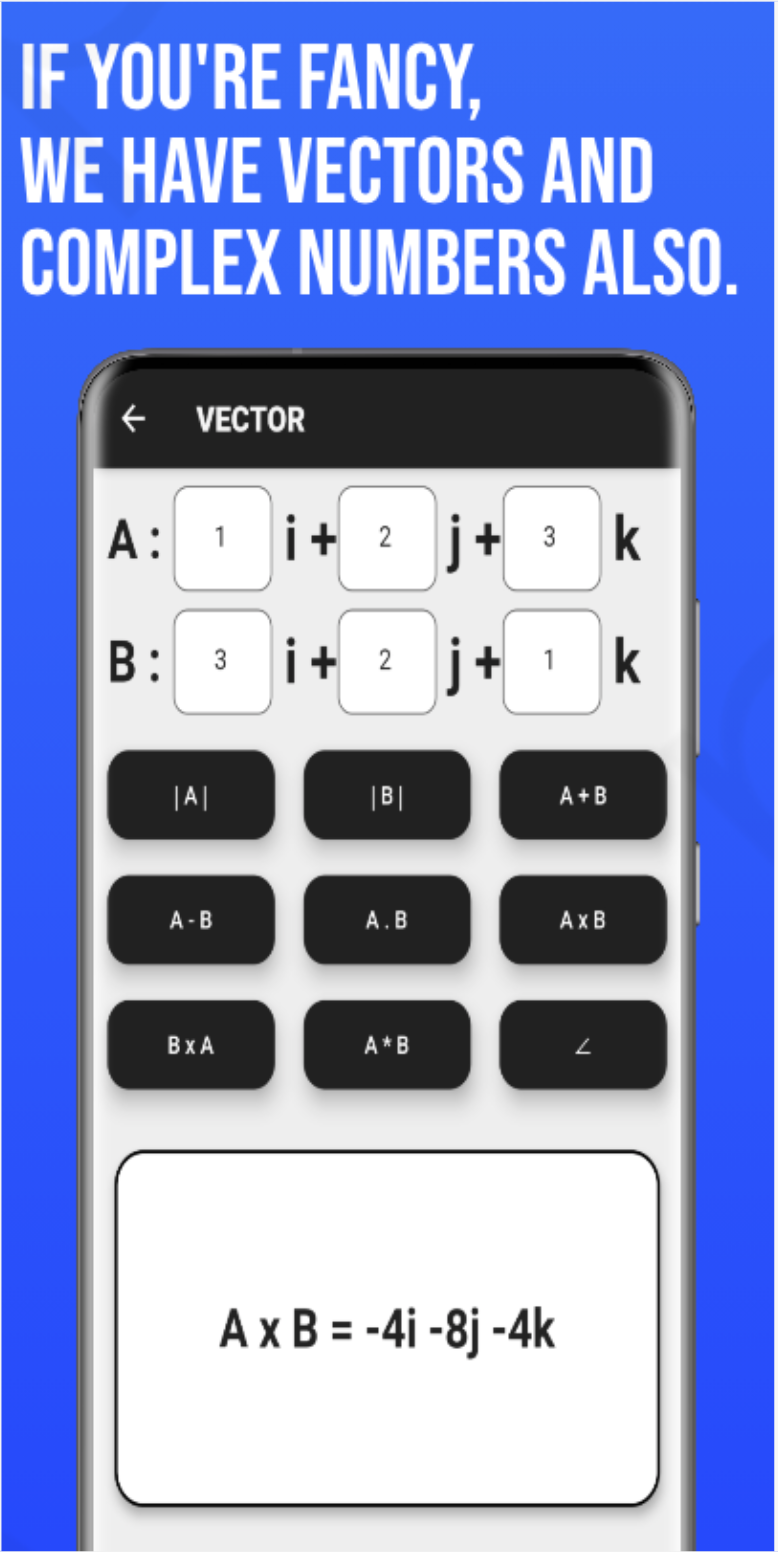 IF YOU'RE FANCY,
WE HAVE VECTORS AND
COMPLEX NUMBERS ALSO.
← VECTOR
A : 1 i + 2 j + 3 k
B : 3 i + 2 j + 1 k
|A| |B| A + B
A - B A . B A x B
B x A A * B ∠
A x B = -4i -8j -4k